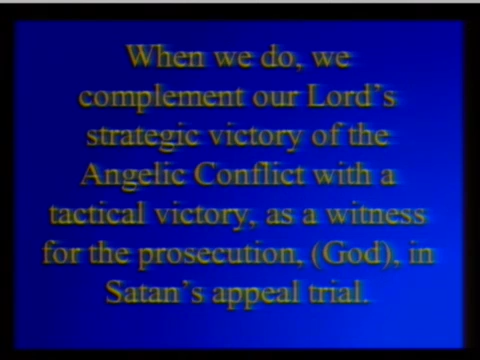 When we do, we
complement our Lord's
strategic victory of the
Angelic Conflict with a
tactical victory, as a witness
for the prosecution, (God), in
Satan's appeal trial.